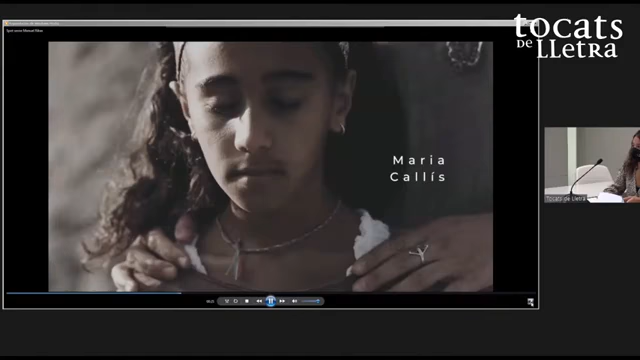 tocats
DE LLETRA
Maria
Callís
Tocats de Lletra